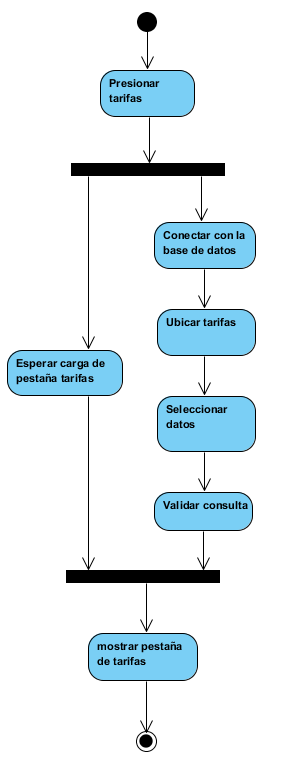 Presionar
tarifas
Conectar con la
base de datos
Ubicar tarifas
Esperar carga de
pestaña tarifas
Seleccionar
datos
Validar consulta
mostrar pestaña
de tarifas